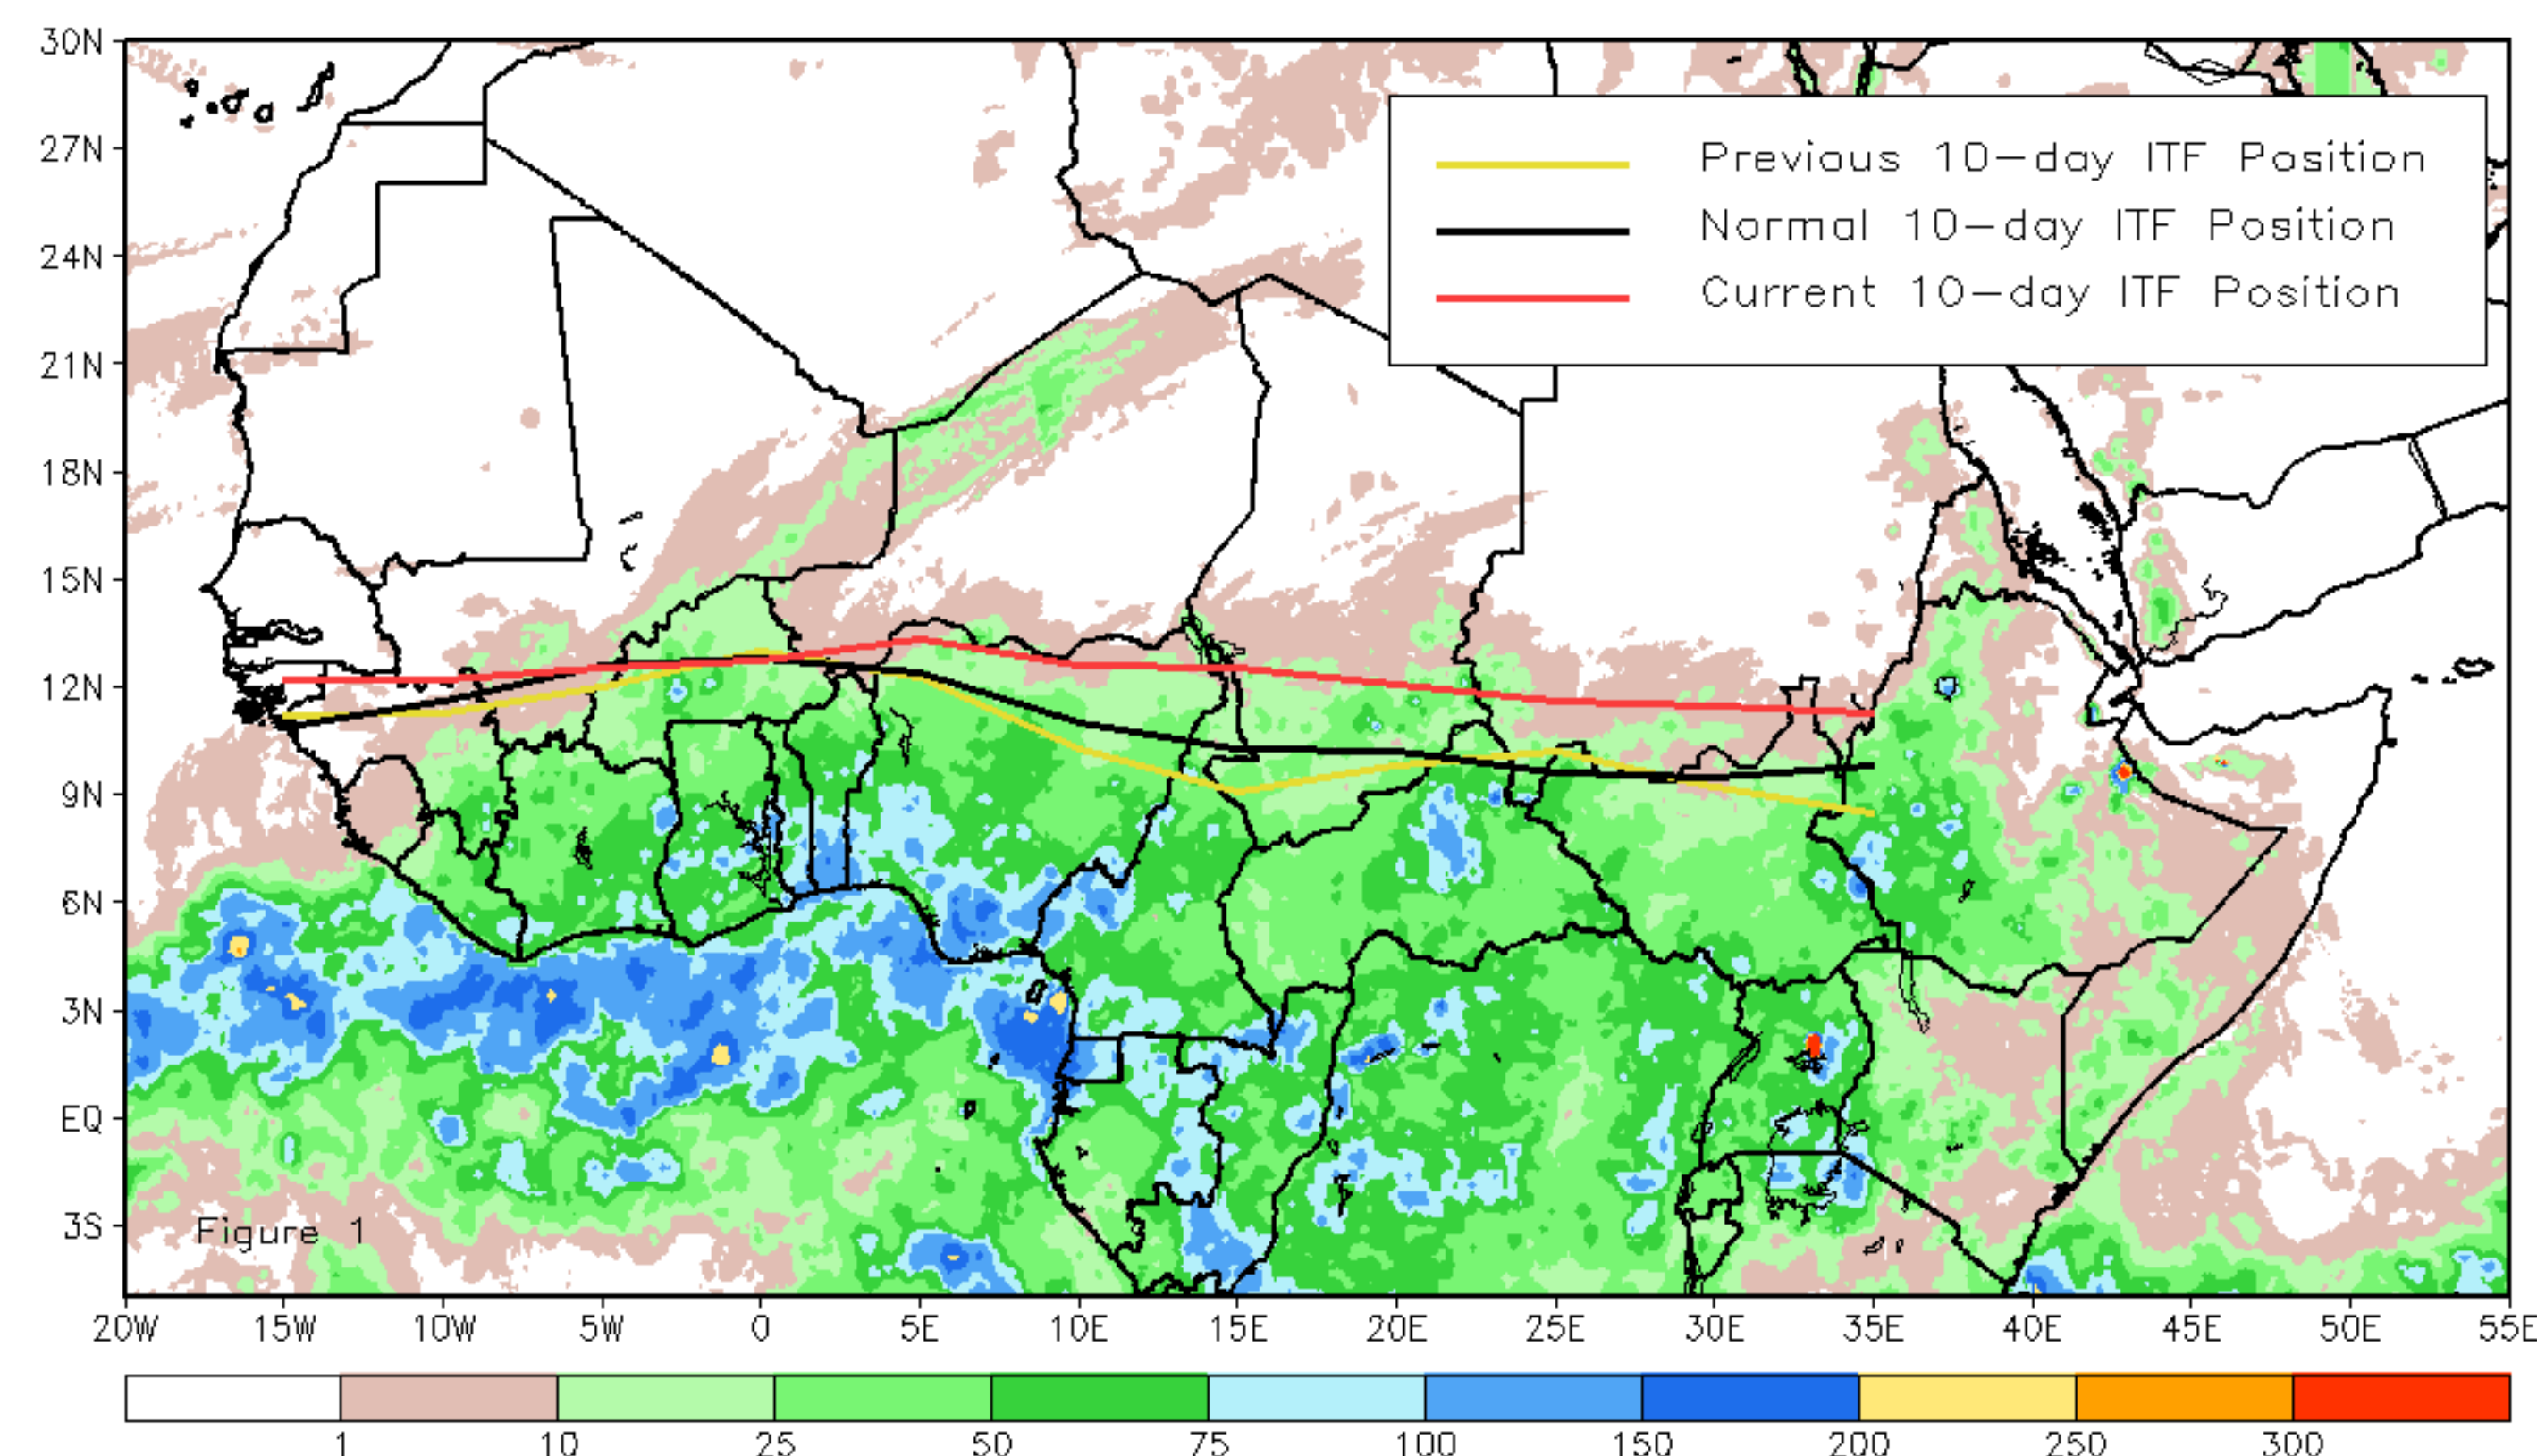 30N
27N
24N
21N
18N
15N
12N
9N
6N
3N
EQ
3S
Previous 10-day ITF Position
Normal 10-day ITF Position
Current 10-day ITF Position
Figure 1
20W 15W 10W 5W 0 5E 10E 15E 20E 25E 30E 35E 40E 45E 50E 55E
1 10 25 50 75 100 150 200 250 300